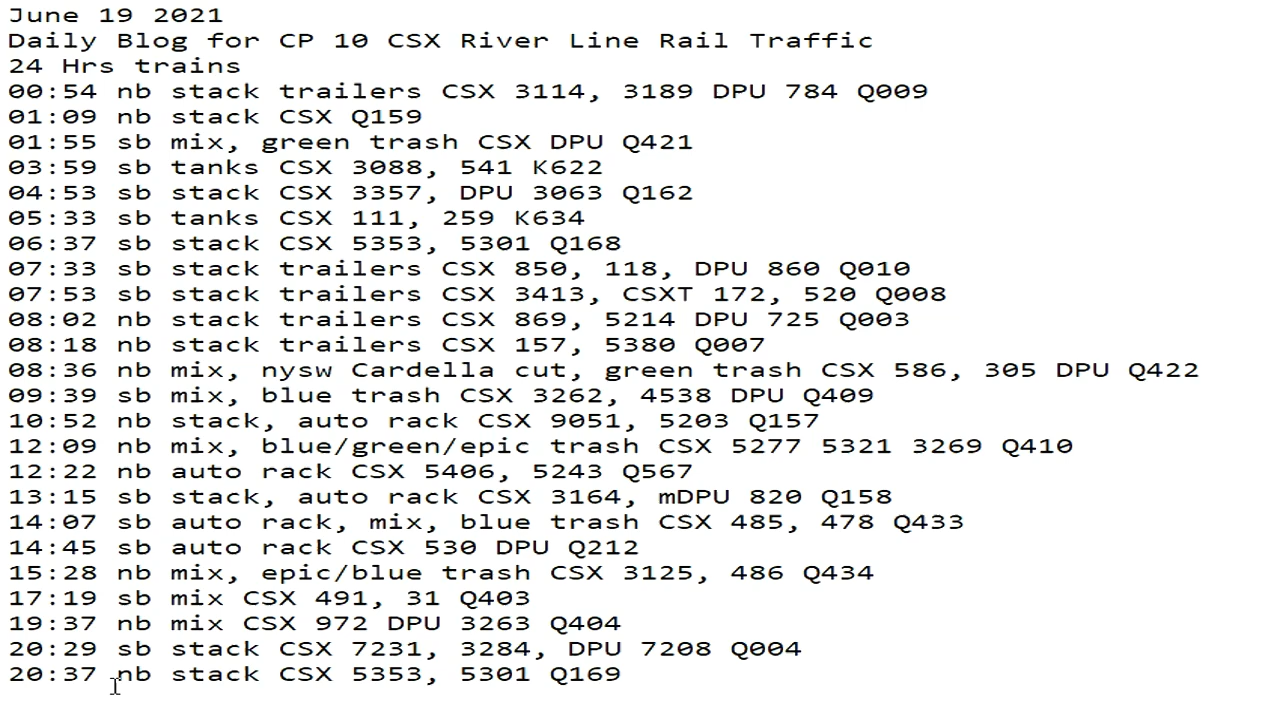 June 19 2021
Daily Blog for CP 10 CSX River Line Rail Traffic
24 Hrs trains
00:54 nb stack trailers CSX 3114, 3189 DPU 784 Q009
01:09 nb stack CSX Q159
01:55 sb mix, green trash CSX DPU Q421
03:59 sb tanks CSX 3088, 541 K622
04:53 sb stack CSX 3357, DPU 3063 Q162
05:33 sb tanks CSX 111, 259 K634
06:37 sb stack CSX 5353, 5301 Q168
07:33 sb stack trailers CSX 850, 118, DPU 860 Q010
07:53 sb stack trailers CSX 3413, CSXT 172, 520 Q008
08:02 nb stack trailers CSX 869, 5214 DPU 725 Q003
08:18 nb stack trailers CSX 157, 5380 Q007
08:36 nb mix, nysw Cardella cut, green trash CSX 586, 305 DPU Q422
09:39 sb mix, blue trash CSX 3262, 4538 DPU Q409
10:52 nb stack, auto rack CSX 9051, 5203 Q157
12:09 nb mix, blue/green/epic trash CSX 5277 5321 3269 Q410
12:22 nb auto rack CSX 5406, 5243 Q567
13:15 sb stack, auto rack CSX 3164, mDPU 820 Q158
14:07 sb auto rack, mix, blue trash CSX 485, 478 Q433
14:45 sb auto rack CSX 530 DPU Q212
15:28 nb mix, epic/blue trash CSX 3125, 486 Q434
17:19 sb mix CSX 491, 31 Q403
19:37 nb mix CSX 972 DPU 3263 Q404
20:29 sb stack CSX 7231, 3284, DPU 7208 Q004
20:37 nb stack CSX 5353, 5301 Q169